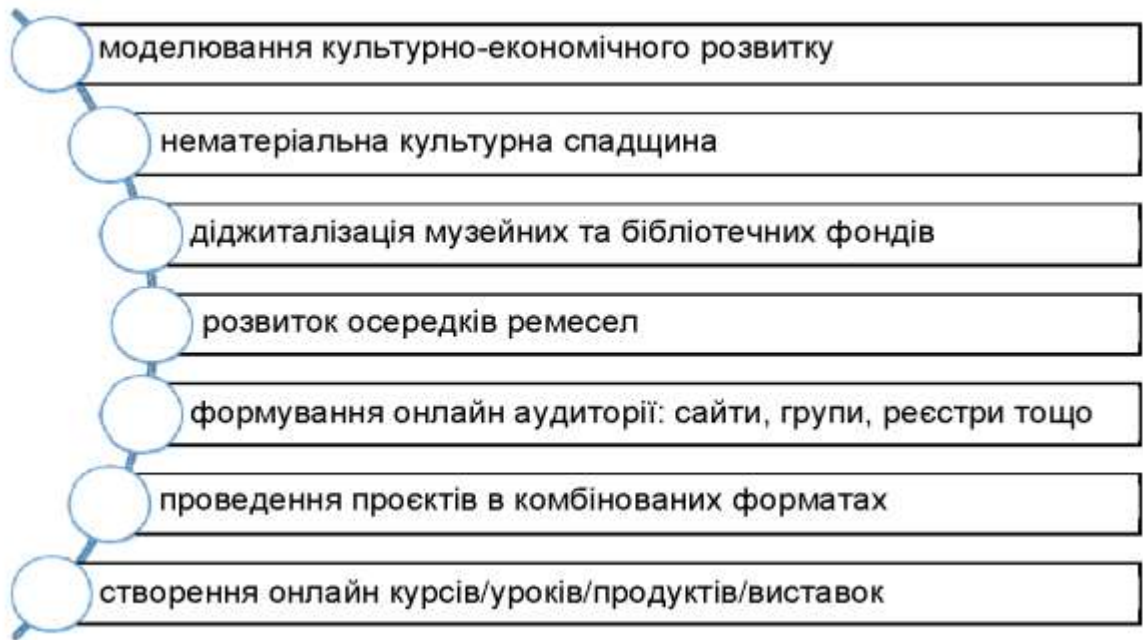 моделювання культурно-економічного розвитку
нематеріальна культурна спадщина
діджиталізація музейних та бібліотечних фондів
розвиток осередків ремесел
формування онлайн аудиторії: сайти, групи, реєстри тощо
проведення проєктів в комбінованих форматах
створення онлайн курсів/уроків/продуктів/виставок